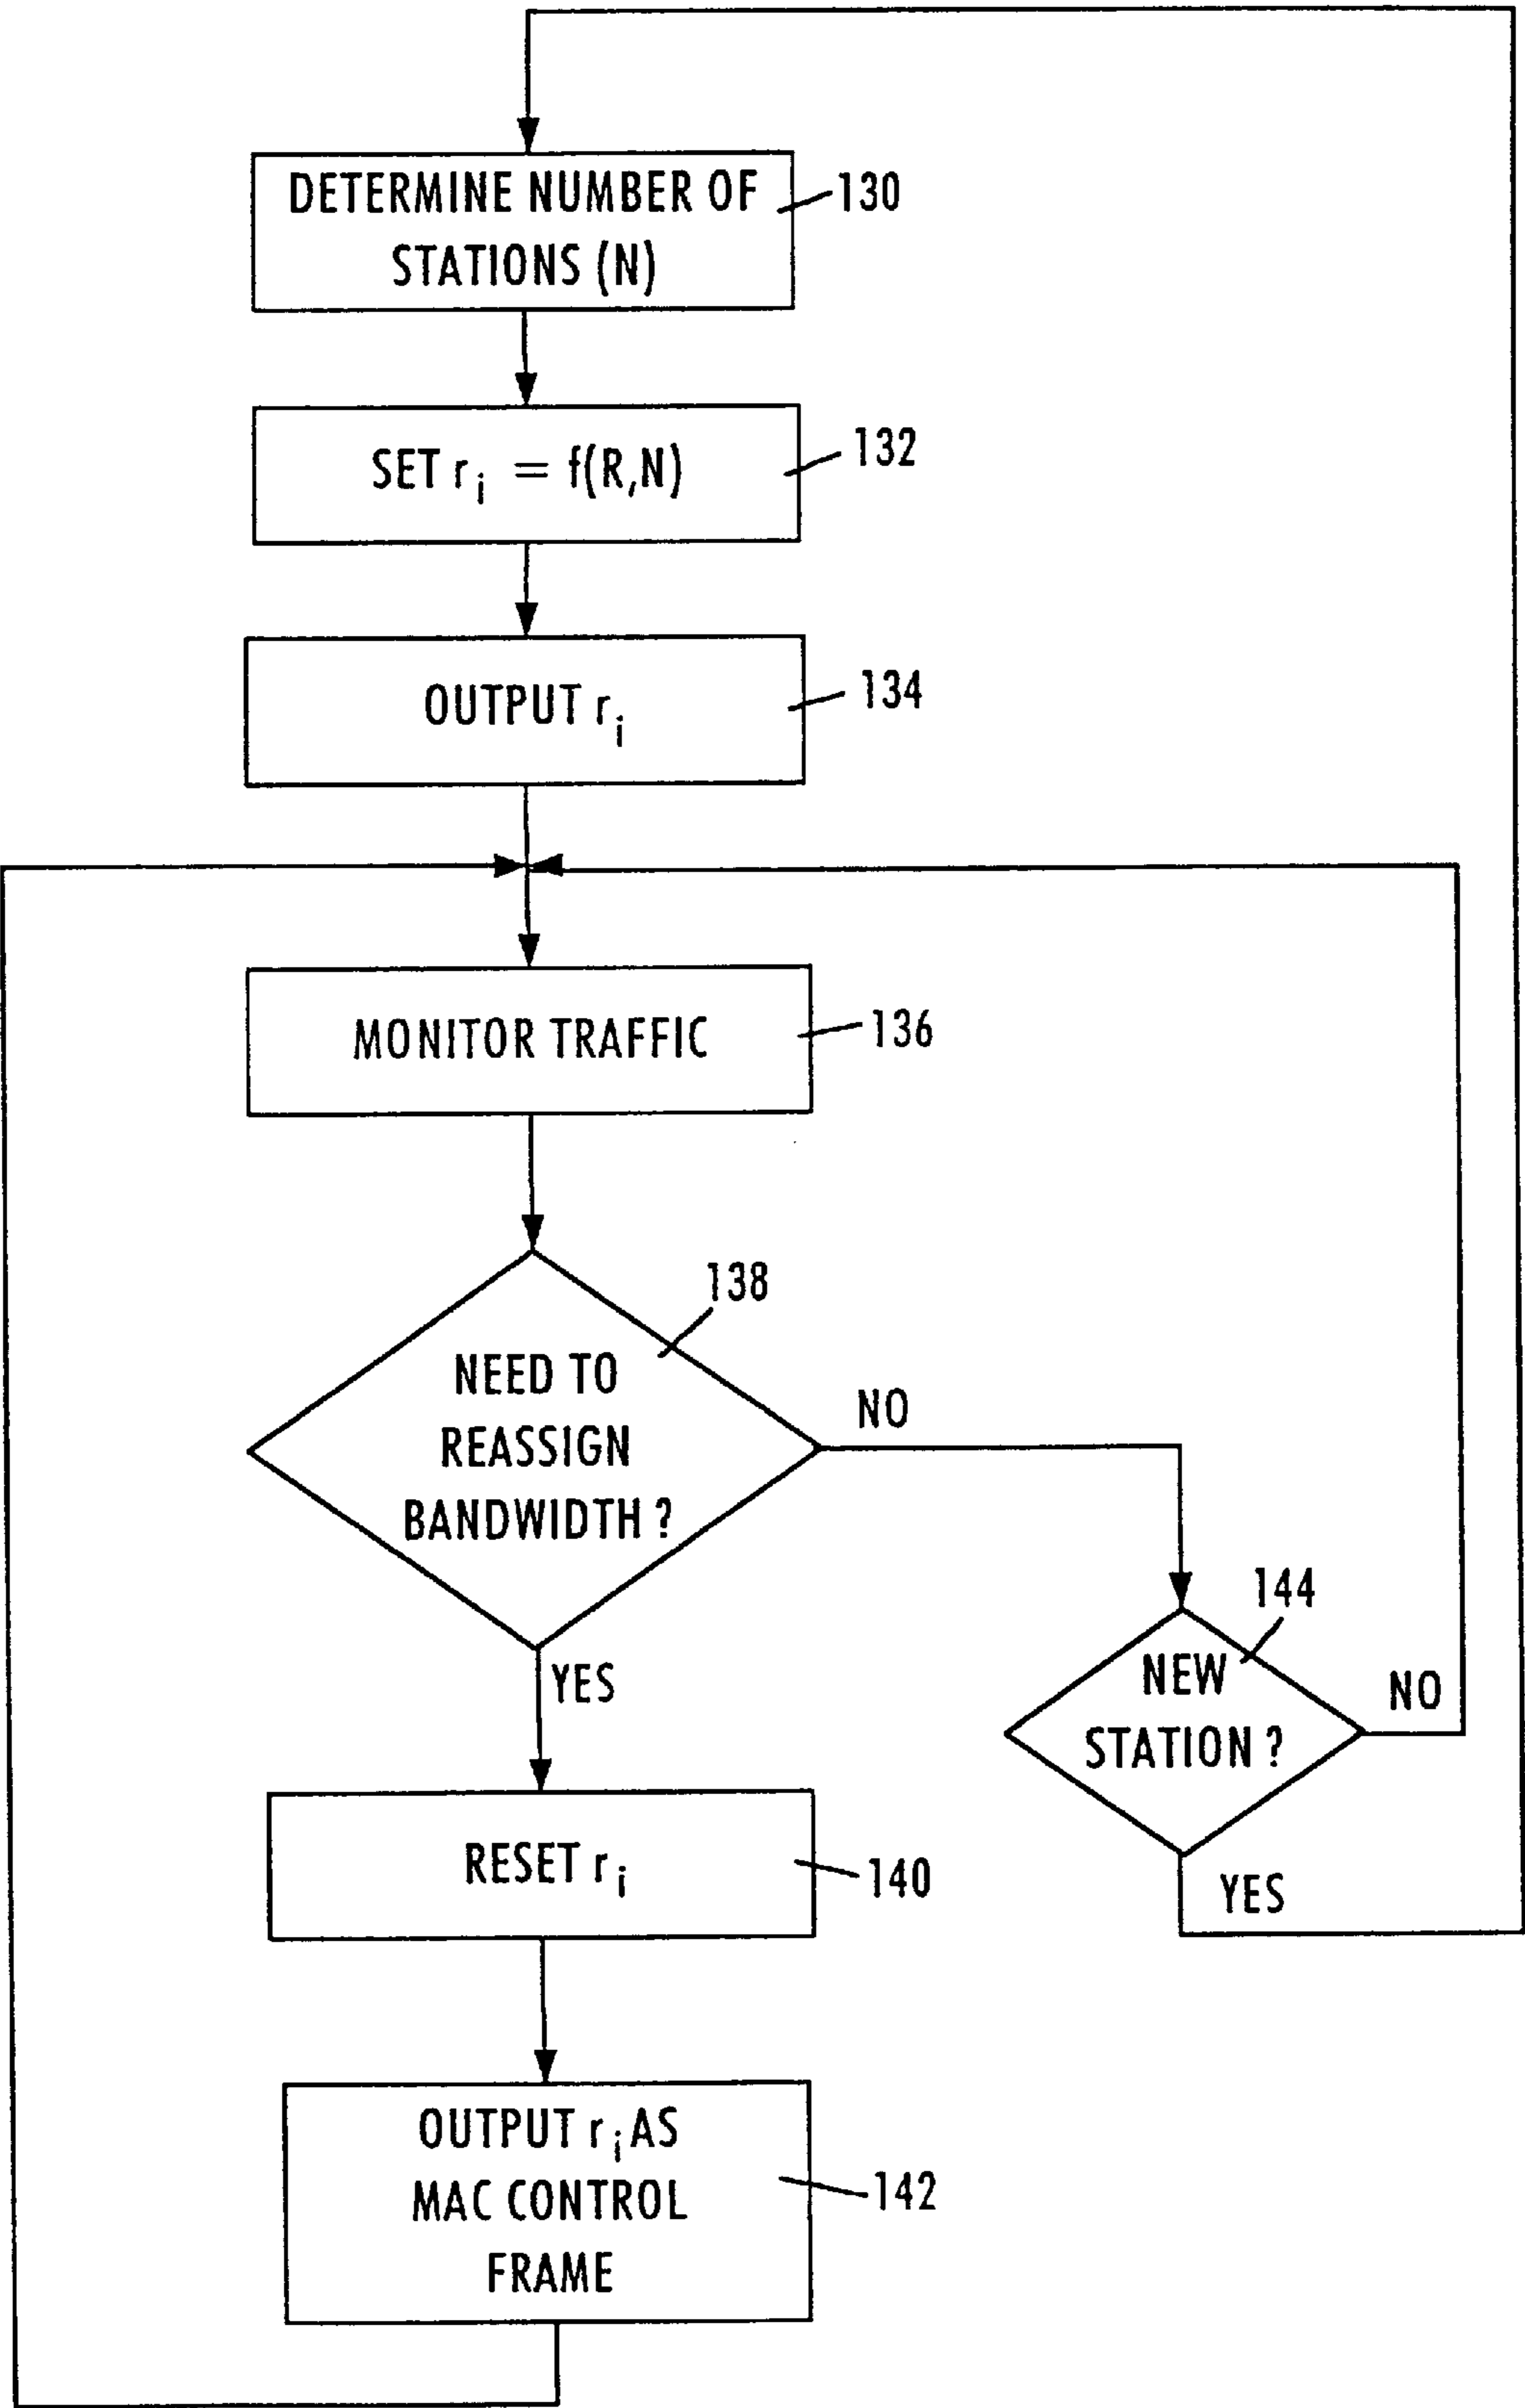 DETERMINE NUMBER OF
STATIONS (N)
130
SET r_i = f(R,N)
132
OUTPUT r_i
134
MONITOR TRAFFIC
136
138
NEED TO
REASSIGN
BANDWIDTH ?
NO
YES
144
NEW
STATION ?
NO
YES
RESET r_i
140
OUTPUT r_i AS
MAC CONTROL
FRAME
142